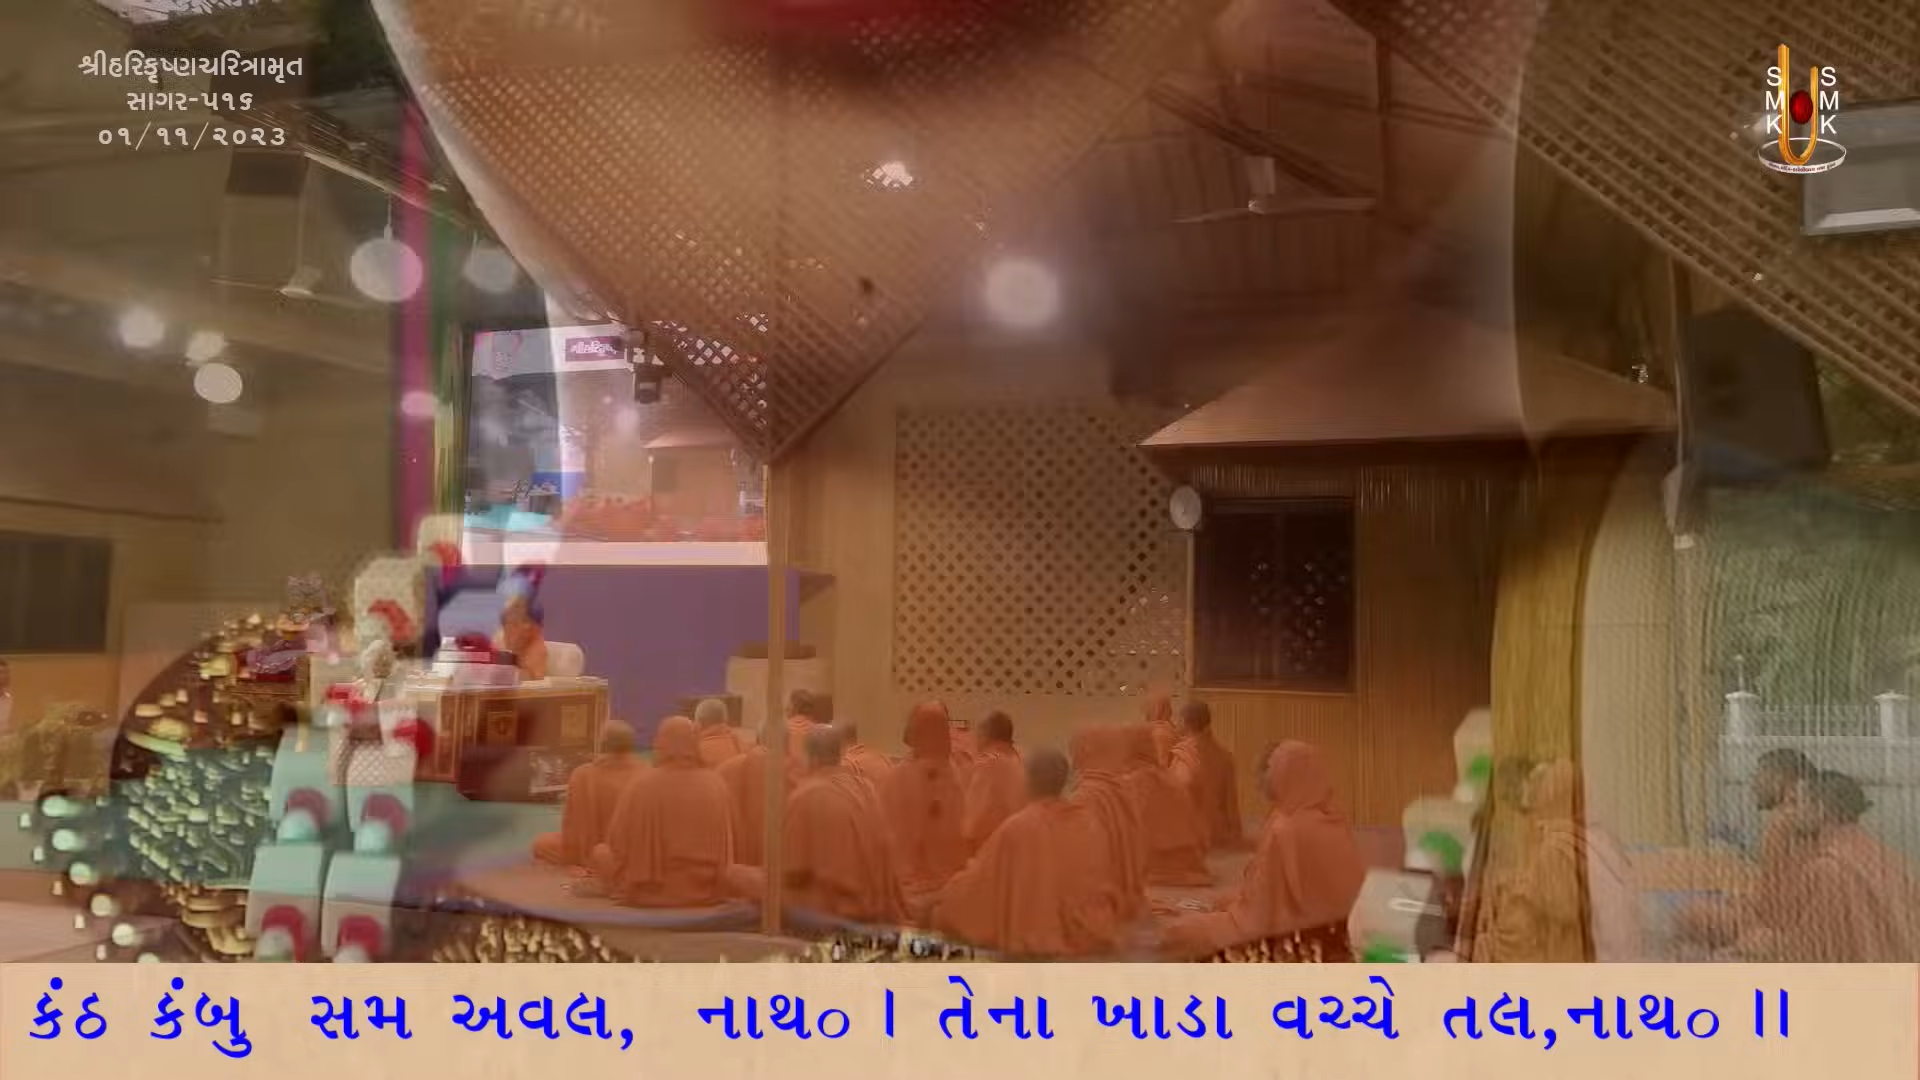 શ્રીહરિકૃષ્ણચરિત્રામૃત
સાગર-૫૧૬
૦૧/૧૧/૨૦૨૩
S S
M M
K K
કંઠ કંબુ સમ અવલ, નાથ૦ । તેના ખાડા વચ્ચે તલ,નાથ૦ ।।